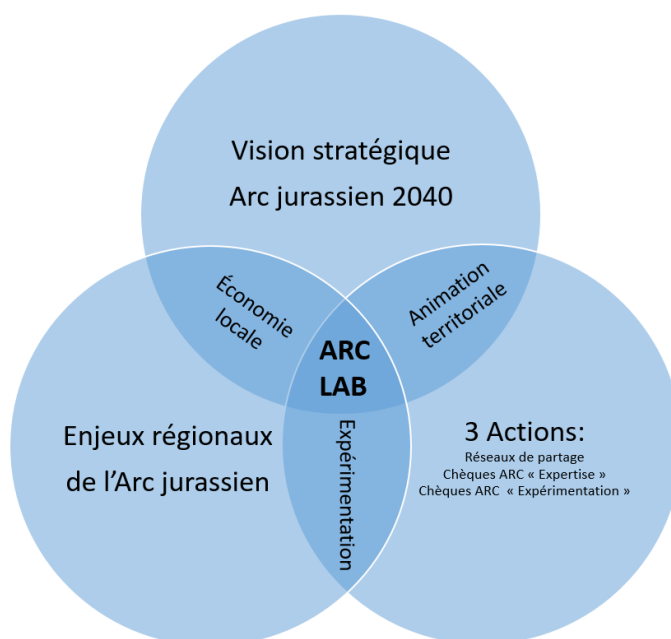 Vision stratégique
Arc jurassien 2040
Économie
locale
Animation
territoriale
ARC
LAB
Enjeux régionaux
de l’Arc jurassien
Expérimentation
3 Actions:
Réseaux de partage
Chèques ARC « Expertise »
Chèques ARC « Expérimentation »